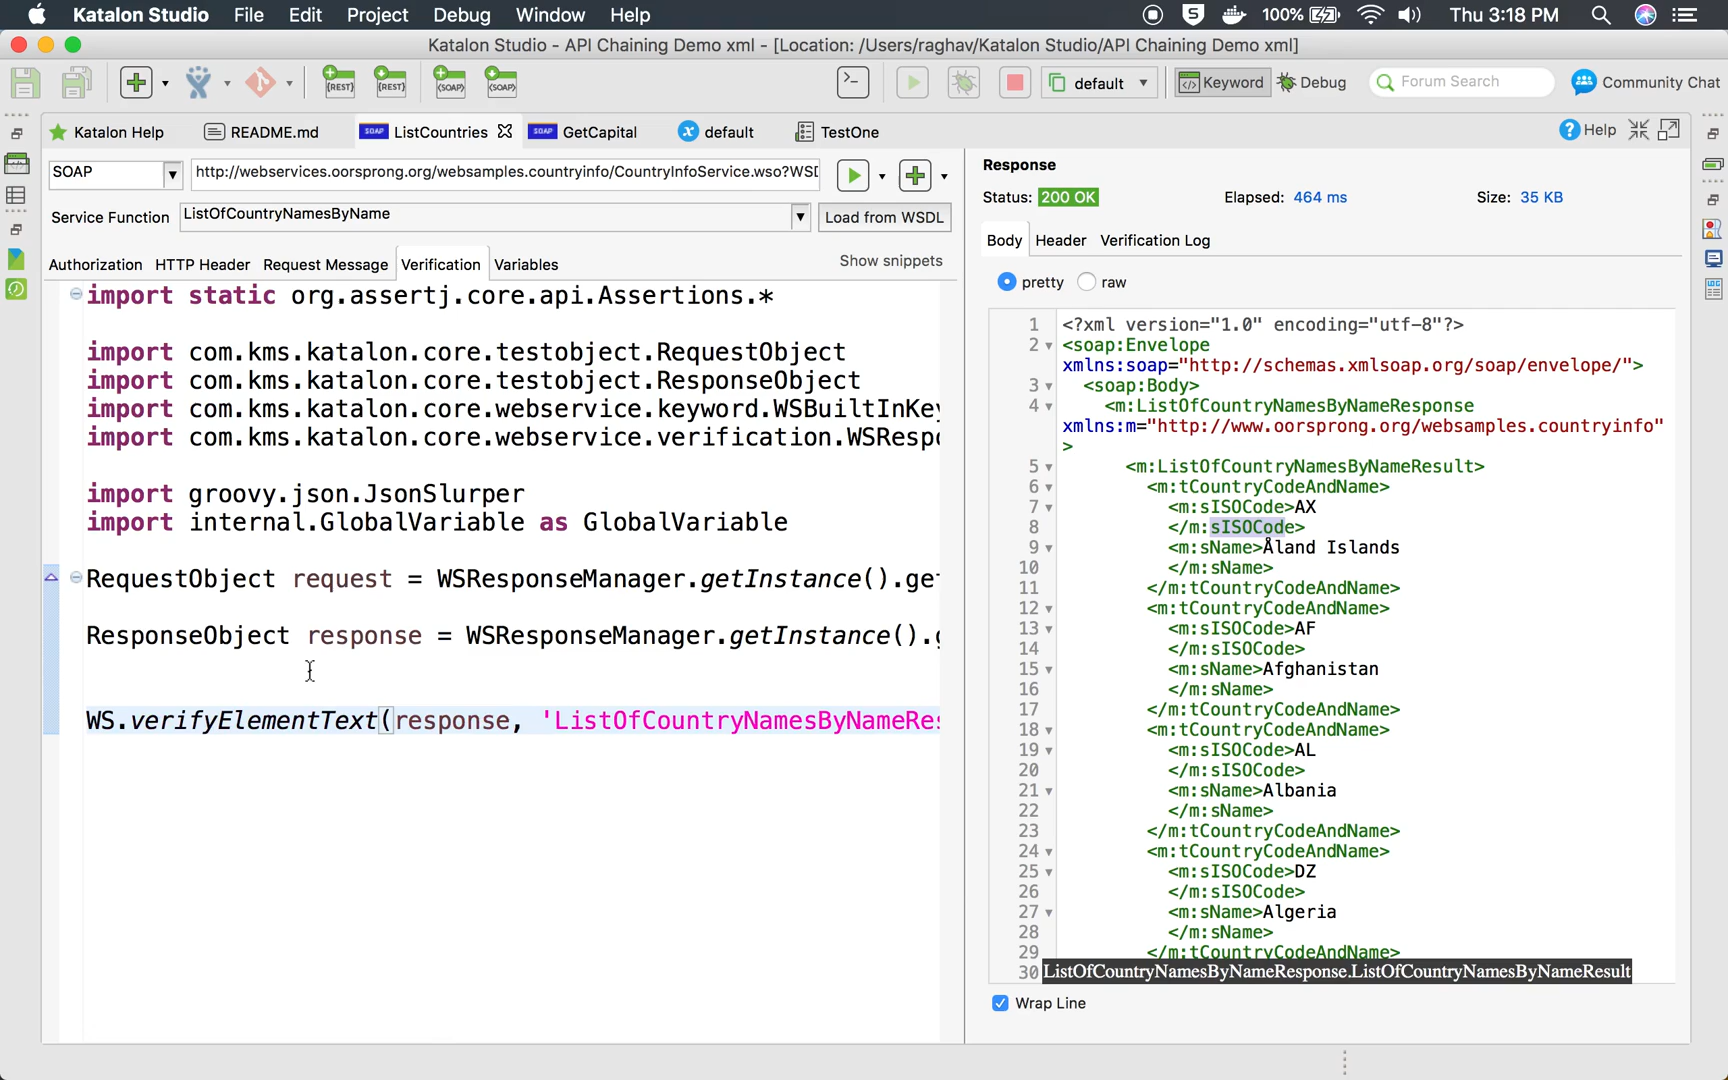 Katalon Studio File Edit Project Debug Window Help 100% Thu 3:18 PM
Katalon Studio - API Chaining Demo xml - [Location: /Users/raghav/Katalon Studio/API Chaining Demo xml]
default Keyword Debug Forum Search Community Chat
Katalon Help README.md ListCountries GetCapital default TestOne Help
SOAP http://webservices.oorsprong.org/websamples.countryinfo/CountryInfoService.wso?WSD
Service Function ListOfCountryNamesByName Load from WSDL
Authorization HTTP Header Request Message Verification Variables Show snippets
import static org.assertj.core.api.Assertions.*
import com.kms.katalon.core.testobject.RequestObject
import com.kms.katalon.core.testobject.ResponseObject
import com.kms.katalon.core.webservice.keyword.WSBuiltInKey
import com.kms.katalon.core.webservice.verification.WSRespo
import groovy.json.JsonSlurper
import internal.GlobalVariable as GlobalVariable
RequestObject request = WSResponseManager.getInstance().get
ResponseObject response = WSResponseManager.getInstance().g
WS.verifyElementText(response, 'ListOfCountryNamesByNameRes
Response
Status: 200 OK Elapsed: 464 ms Size: 35 KB
Body Header Verification Log
pretty raw
1 <?xml version="1.0" encoding="utf-8"?>
2 <soap:Envelope
xmlns:soap="http://schemas.xmlsoap.org/soap/envelope/">
3 <soap:Body>
4 <m:ListOfCountryNamesByNameResponse
xmlns:m="http://www.oorsprong.org/websamples.countryinfo"
>
5 <m:ListOfCountryNamesByNameResult>
6 <m:tCountryCodeAndName>
7 <m:sISOCode>AX
8 </m:sISOCode>
9 <m:sName>Åland Islands
10 </m:sName>
11 </m:tCountryCodeAndName>
12 <m:tCountryCodeAndName>
13 <m:sISOCode>AF
14 </m:sISOCode>
15 <m:sName>Afghanistan
16 </m:sName>
17 </m:tCountryCodeAndName>
18 <m:tCountryCodeAndName>
19 <m:sISOCode>AL
20 </m:sISOCode>
21 <m:sName>Albania
22 </m:sName>
23 </m:tCountryCodeAndName>
24 <m:tCountryCodeAndName>
25 <m:sISOCode>DZ
26 </m:sISOCode>
27 <m:sName>Algeria
28 </m:sName>
29 </m:tCountryCodeAndName>
30 ListOfCountryNamesByNameResponse.ListOfCountryNamesByNameResult
Wrap Line